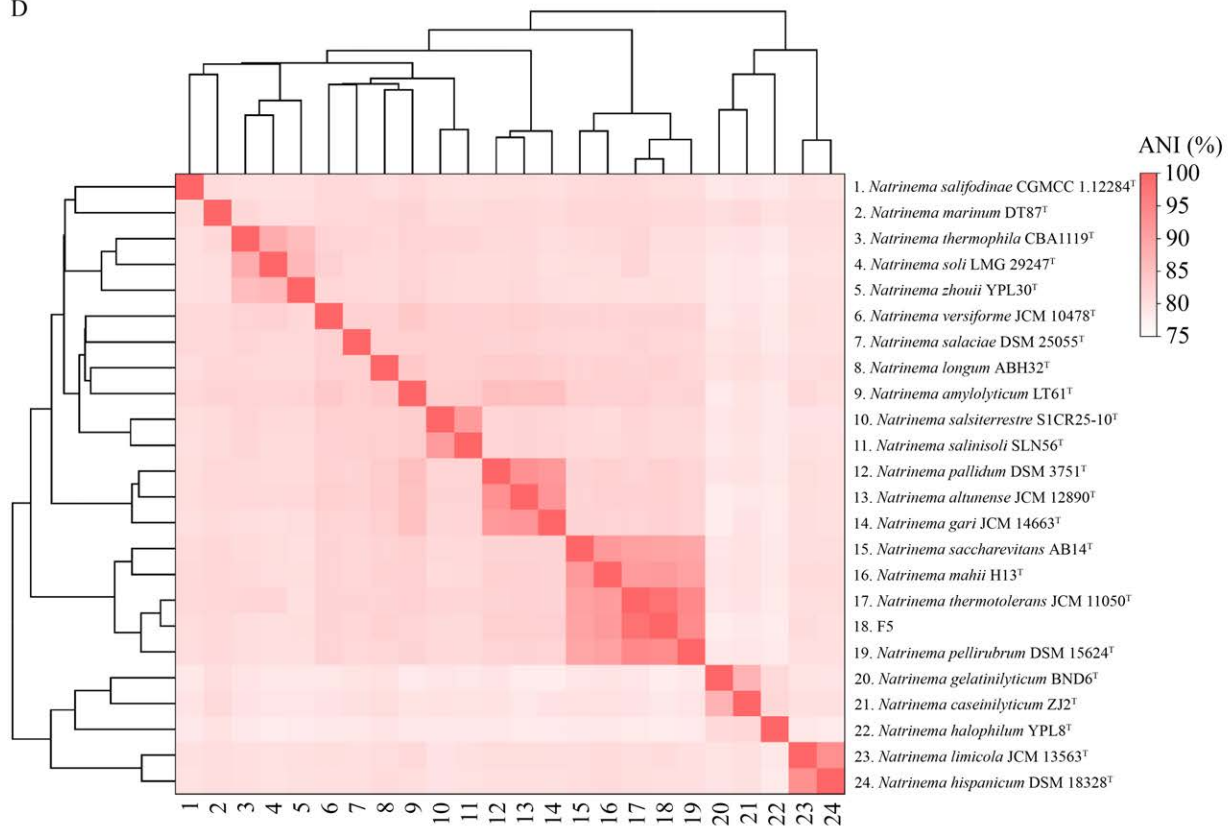 D
ANI (%)
100
95
90
85
80
75
1. Natrinema salifodinae CGMCC 1.12284ᵀ
2. Natrinema marinum DT87ᵀ
3. Natrinema thermophila CBA1119ᵀ
4. Natrinema soli LMG 29247ᵀ
5. Natrinema zhouii YPL30ᵀ
6. Natrinema versiforme JCM 10478ᵀ
7. Natrinema salaciae DSM 25055ᵀ
8. Natrinema longum ABH32ᵀ
9. Natrinema amylolyticum LT61ᵀ
10. Natrinema salsiterrestre S1CR25-10ᵀ
11. Natrinema salinisoli SLN56ᵀ
12. Natrinema pallidum DSM 3751ᵀ
13. Natrinema altunense JCM 12890ᵀ
14. Natrinema gari JCM 14663ᵀ
15. Natrinema saccharevitans AB14ᵀ
16. Natrinema mahii H13ᵀ
17. Natrinema thermotolerans JCM 11050ᵀ
18. F5
19. Natrinema pellirubrum DSM 15624ᵀ
20. Natrinema gelatinilyticum BND6ᵀ
21. Natrinema caseinilyticum ZJ2ᵀ
22. Natrinema halophilum YPL8ᵀ
23. Natrinema limicola JCM 13563ᵀ
24. Natrinema hispanicum DSM 18328ᵀ
1 2 3 4 5 6 7 8 9 10 11 12 13 14 15 16 17 18 19 20 21 22 23 24